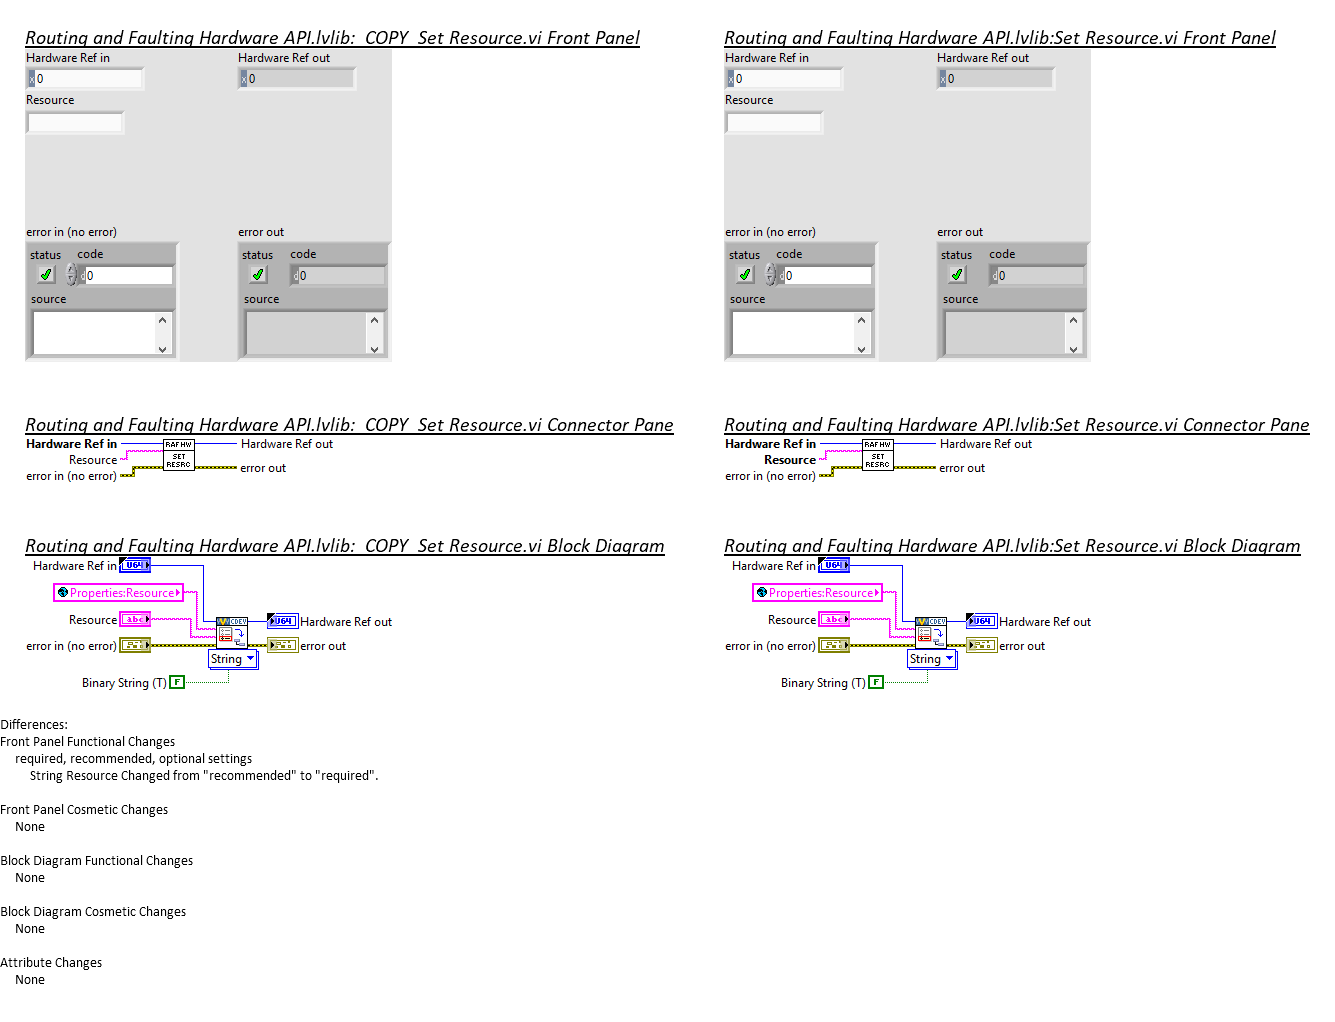 Routing and Faulting Hardware API.lvlib:  COPY  Set Resource.vi Front Panel
Hardware Ref in
Hardware Ref out
x 0
x 0
Resource
error in (no error)
error out
status
code
status
code
d 0
d 0
source
source
Routing and Faulting Hardware API.lvlib:Set Resource.vi Front Panel
Hardware Ref in
Hardware Ref out
x 0
x 0
Resource
error in (no error)
error out
status
code
status
code
d 0
d 0
source
source
Routing and Faulting Hardware API.lvlib:  COPY  Set Resource.vi Connector Pane
Hardware Ref in
RAF HW
Hardware Ref out
Resource
SET
RESRC
error in (no error)
error out
Routing and Faulting Hardware API.lvlib:Set Resource.vi Connector Pane
Hardware Ref in
RAF HW
Hardware Ref out
Resource
SET
RESRC
error in (no error)
error out
Routing and Faulting Hardware API.lvlib:  COPY  Set Resource.vi Block Diagram
Hardware Ref in
U64
Properties:Resource
Resource
abc
CDEV
U64
Hardware Ref out
error in (no error)
error out
String
Binary String (T)
F
Routing and Faulting Hardware API.lvlib:Set Resource.vi Block Diagram
Hardware Ref in
U64
Properties:Resource
Resource
abc
CDEV
U64
Hardware Ref out
error in (no error)
error out
String
Binary String (T)
F
Differences:
Front Panel Functional Changes
required, recommended, optional settings
String Resource Changed from "recommended" to "required".
Front Panel Cosmetic Changes
None
Block Diagram Functional Changes
None
Block Diagram Cosmetic Changes
None
Attribute Changes
None